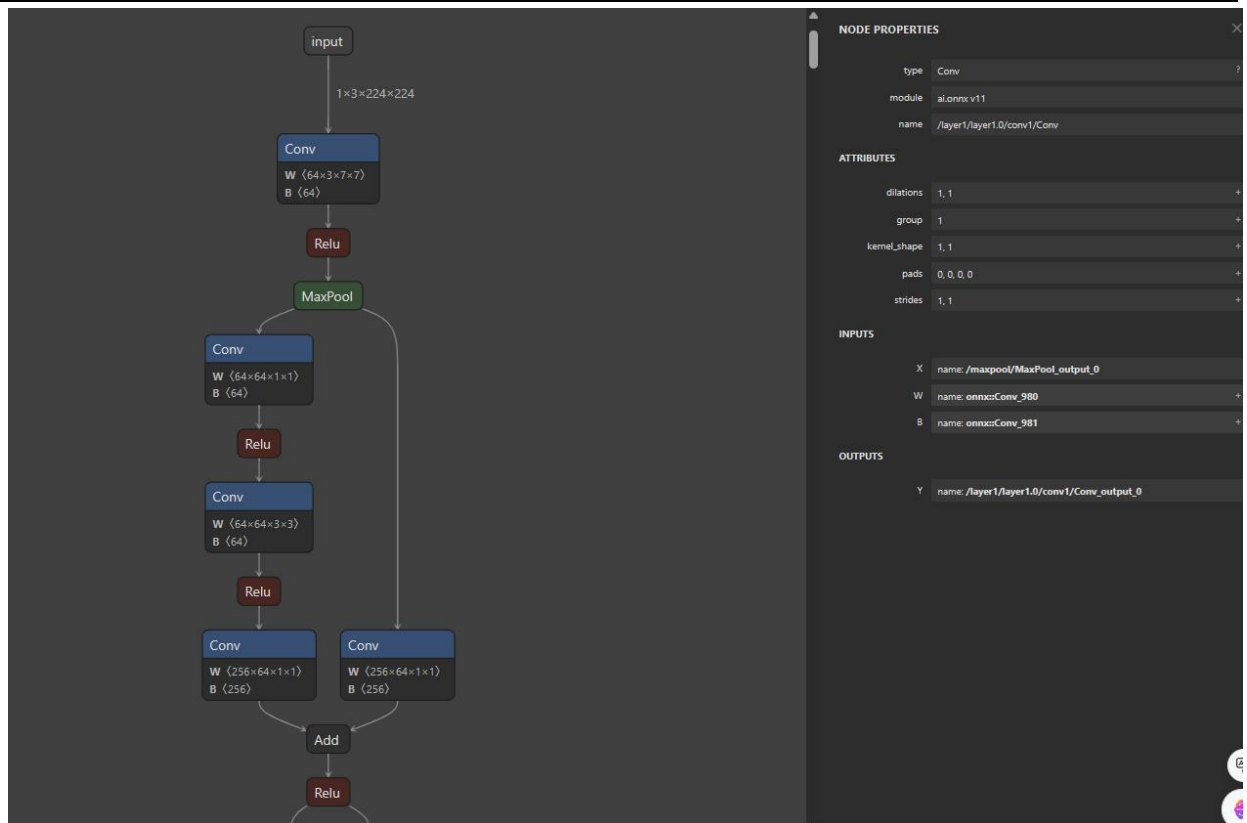 input
1×3×224×224
Conv
W ⟨64×3×7×7⟩
B ⟨64⟩
Relu
MaxPool
Conv
W ⟨64×64×1×1⟩
B ⟨64⟩
Relu
Conv
W ⟨64×64×3×3⟩
B ⟨64⟩
Relu
Conv
W ⟨256×64×1×1⟩
B ⟨256⟩
Conv
W ⟨256×64×1×1⟩
B ⟨256⟩
Add
Relu
NODE PROPERTIES
type Conv ?
module ai.onnx v11
name /layer1/layer1.0/conv1/Conv
ATTRIBUTES
dilations 1, 1 +
group 1 +
kernel_shape 1, 1 +
pads 0, 0, 0, 0 +
strides 1, 1 +
INPUTS
X name: /maxpool/MaxPool_output_0
W name: onnx::Conv_980 +
B name: onnx::Conv_981 +
OUTPUTS
Y name: /layer1/layer1.0/conv1/Conv_output_0